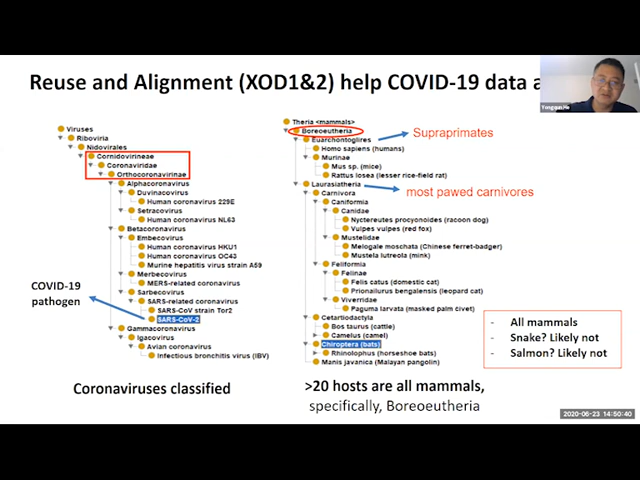 Reuse and Alignment (XOD1&2) help COVID-19 data a
Yongqun He
Viruses
Riboviria
Nidovirales
Cornidovirineae
Coronaviridae
Orthocoronavirinae
Alphacoronavirus
Duvinacovirus
Human coronavirus 229E
Setracovirus
Human coronavirus NL63
Betacoronavirus
Embecovirus
Human coronavirus HKU1
Human coronavirus OC43
Murine hepatitis virus strain A59
Merbecovirus
MERS-related coronavirus
Sarbecovirus
SARS-related coronavirus
SARS-CoV strain Tor2
SARS-CoV-2
Gammacoronavirus
Igacovirus
Avian coronavirus
Infectious bronchitis virus (IBV)
COVID-19
pathogen
Coronaviruses classified
Theria <mammals>
Boreoeutheria
Euarchontoglires
Homo sapiens (humans)
Murinae
Mus sp. (mice)
Rattus losea (lesser rice-field rat)
Laurasiatheria
Carnivora
Caniformia
Canidae
Nyctereutes procyonoides (racoon dog)
Vulpes vulpes (red fox)
Mustelidae
Melogale moschata (Chinese ferret-badger)
Mustela lutreola (mink)
Feliformia
Felinae
Felis catus (domestic cat)
Prionailurus bengalensis (leopard cat)
Viverridae
Paguma larvata (masked palm civet)
Cetartiodactyla
Bos taurus (cattle)
Camelus (camel)
Chiroptera (bats)
Rhinolophus (horseshoe bats)
Manis javanica (Malayan pangolin)
Supraprimates
most pawed carnivores
- All mammals
- Snake? Likely not
- Salmon? Likely not
>20 hosts are all mammals,
specifically, Boreoeutheria
2020-06-23 14:50:40